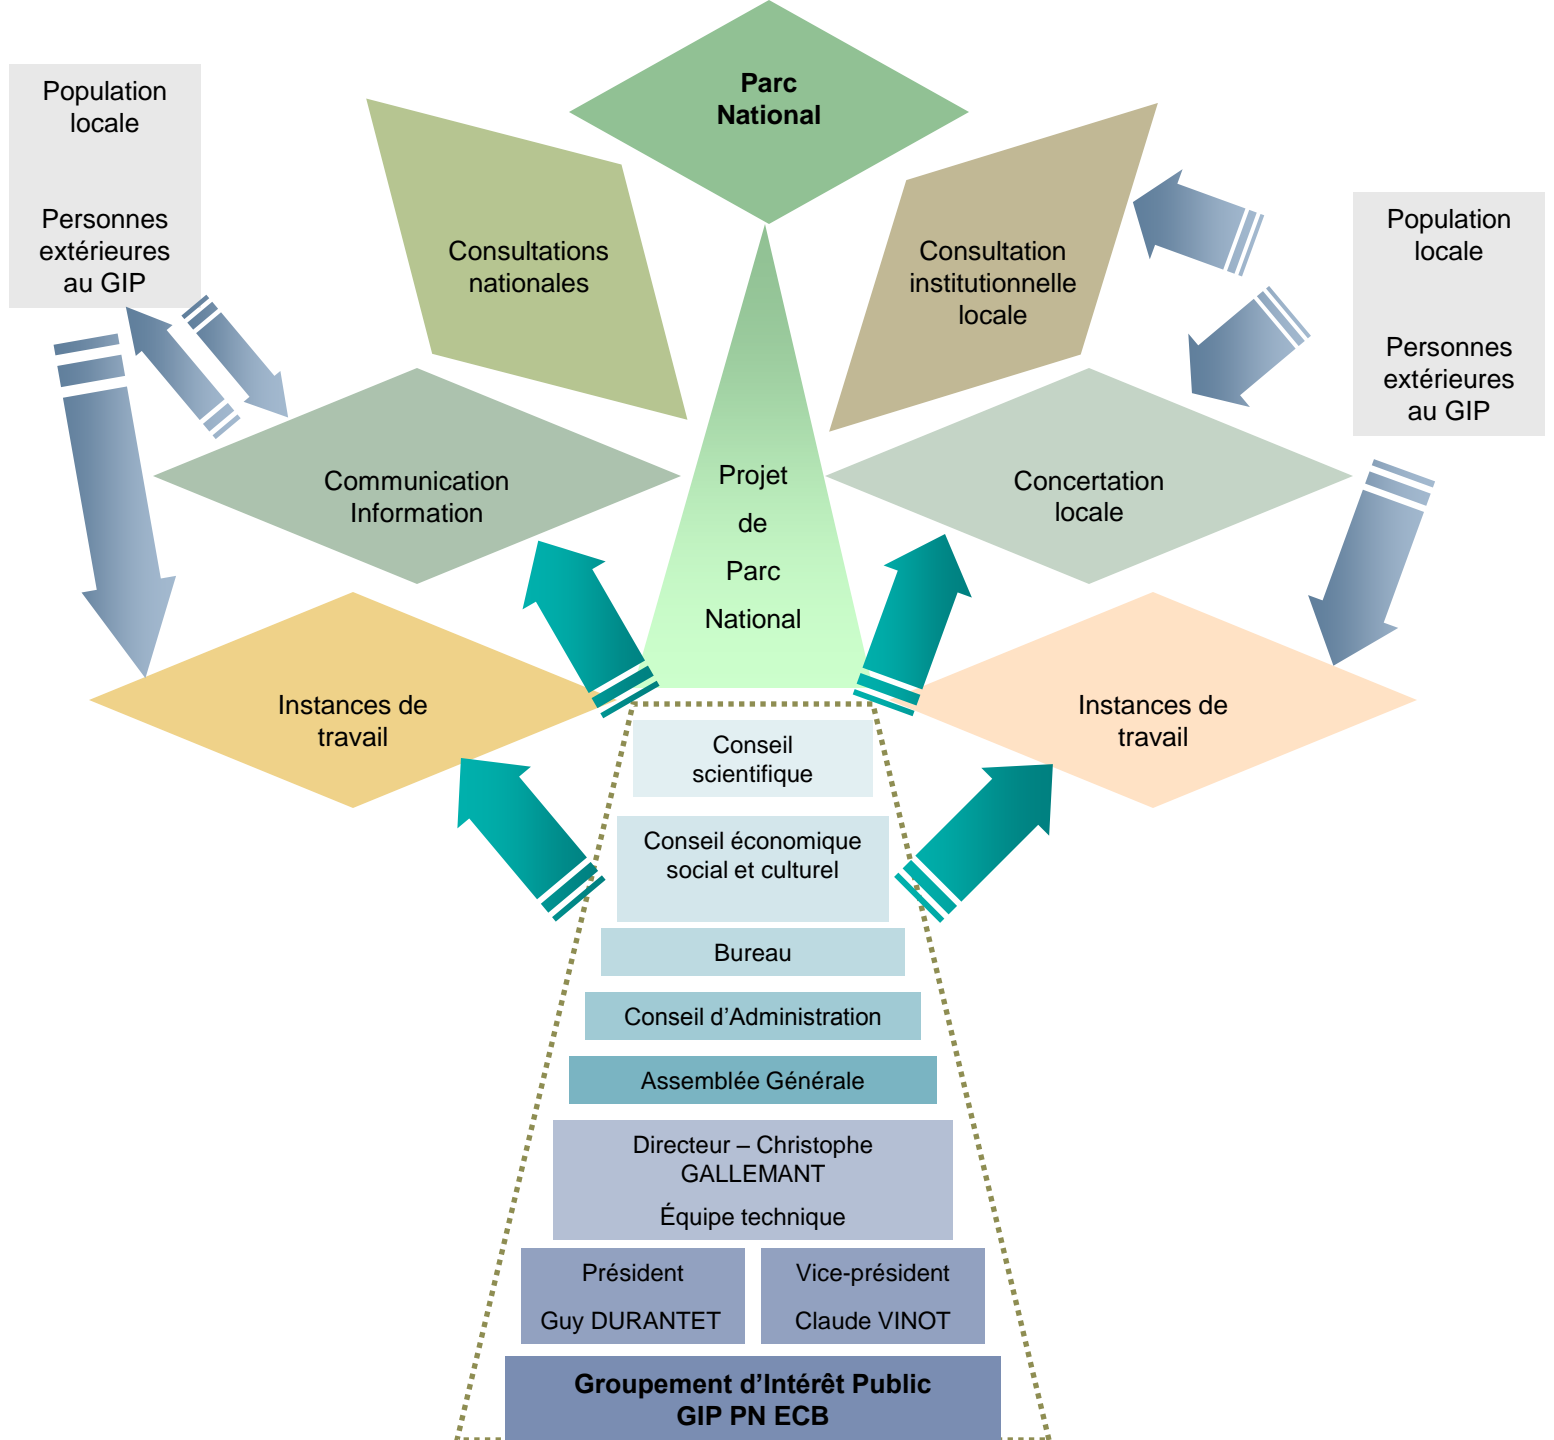 Parc
National
Population
locale
Personnes
extérieures
au GIP
Consultations
nationales
Consultation
institutionnelle
locale
Population
locale
Personnes
extérieures
au GIP
Communication
Information
Projet
de
Parc
National
Concertation
locale
Instances de
travail
Instances de
travail
Conseil
scientifique
Conseil économique
social et culturel
Bureau
Conseil d’Administration
Assemblée Générale
Directeur – Christophe
GALLEMANT
Équipe technique
Président
Guy DURANTET
Vice-président
Claude VINOT
Groupement d’Intérêt Public
GIP PN ECB